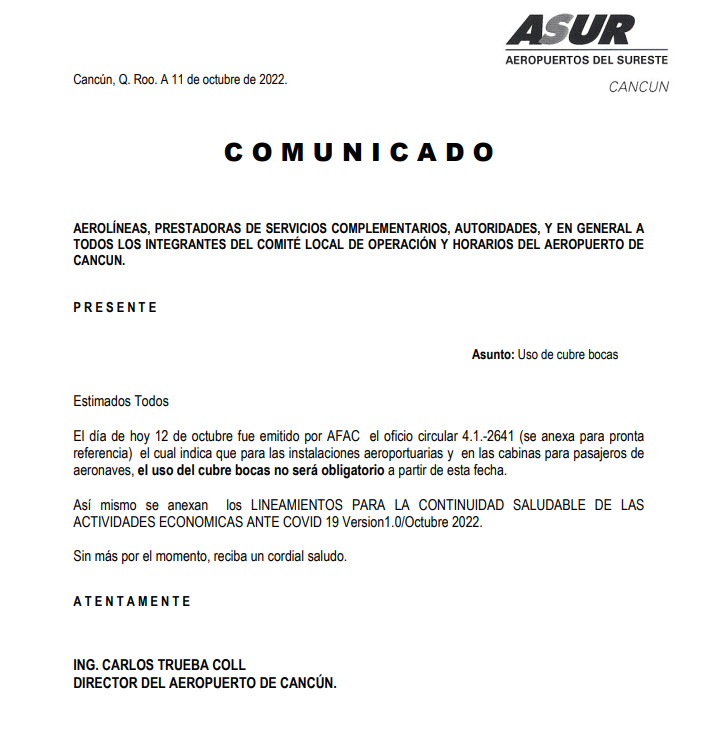 ASUR
AEROPUERTOS DEL SURESTE
CANCUN
Cancún, Q. Roo. A 11 de octubre de 2022.
C O M U N I C A D O
AEROLÍNEAS, PRESTADORAS DE SERVICIOS COMPLEMENTARIOS, AUTORIDADES, Y EN GENERAL A
TODOS LOS INTEGRANTES DEL COMITÉ LOCAL DE OPERACIÓN Y HORARIOS DEL AEROPUERTO DE
CANCUN.
P R E S E N T E
Asunto: Uso de cubre bocas
Estimados Todos
El día de hoy 12 de octubre fue emitido por AFAC el oficio circular 4.1.-2641 (se anexa para pronta
referencia) el cual indica que para las instalaciones aeroportuarias y en las cabinas para pasajeros de
aeronaves, el uso del cubre bocas no será obligatorio a partir de esta fecha.
Así mismo se anexan los LINEAMIENTOS PARA LA CONTINUIDAD SALUDABLE DE LAS
ACTIVIDADES ECONOMICAS ANTE COVID 19 Version1.0/Octubre 2022.
Sin más por el momento, reciba un cordial saludo.
A T E N T A M E N T E
ING. CARLOS TRUEBA COLL
DIRECTOR DEL AEROPUERTO DE CANCÚN.